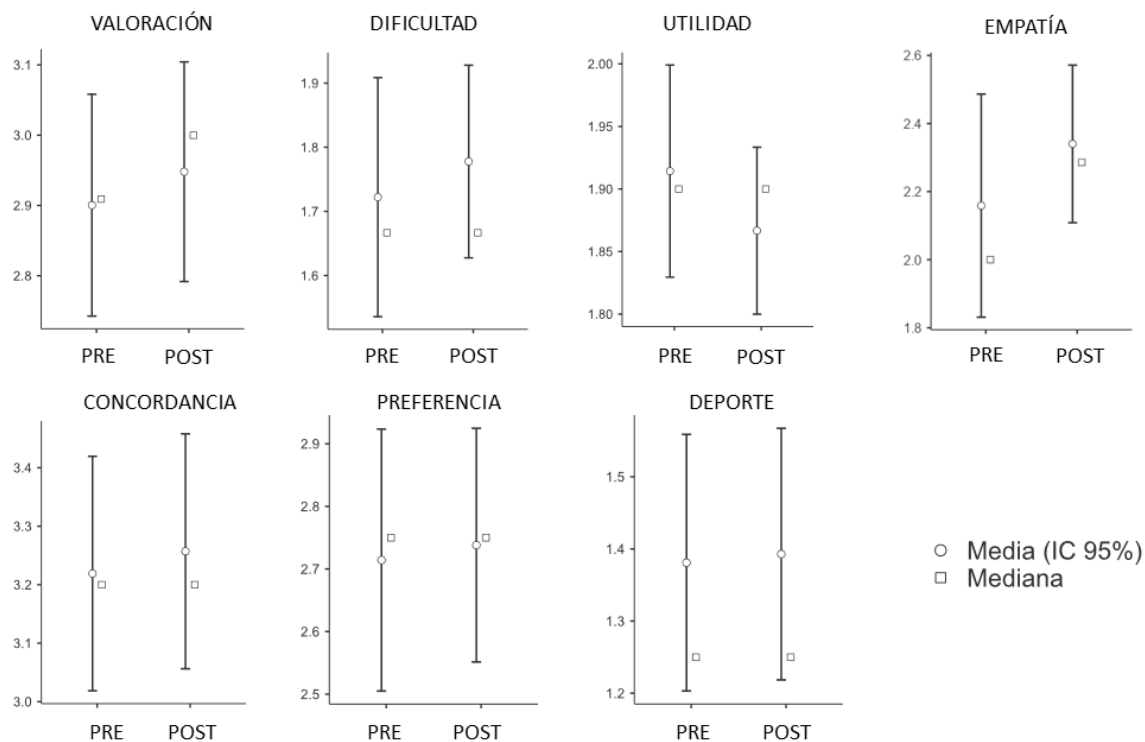 VALORACIÓN
3.1
3.0
2.9
2.8
PRE POST
DIFICULTAD
1.9
1.8
1.7
1.6
PRE POST
UTILIDAD
2.00
1.95
1.90
1.85
1.80
PRE POST
EMPATÍA
2.6
2.4
2.2
2.0
1.8
PRE POST
CONCORDANCIA
3.4
3.3
3.2
3.1
3.0
PRE POST
PREFERENCIA
2.9
2.8
2.7
2.6
2.5
PRE POST
DEPORTE
1.5
1.4
1.3
1.2
PRE POST
Media (IC 95%)
Mediana